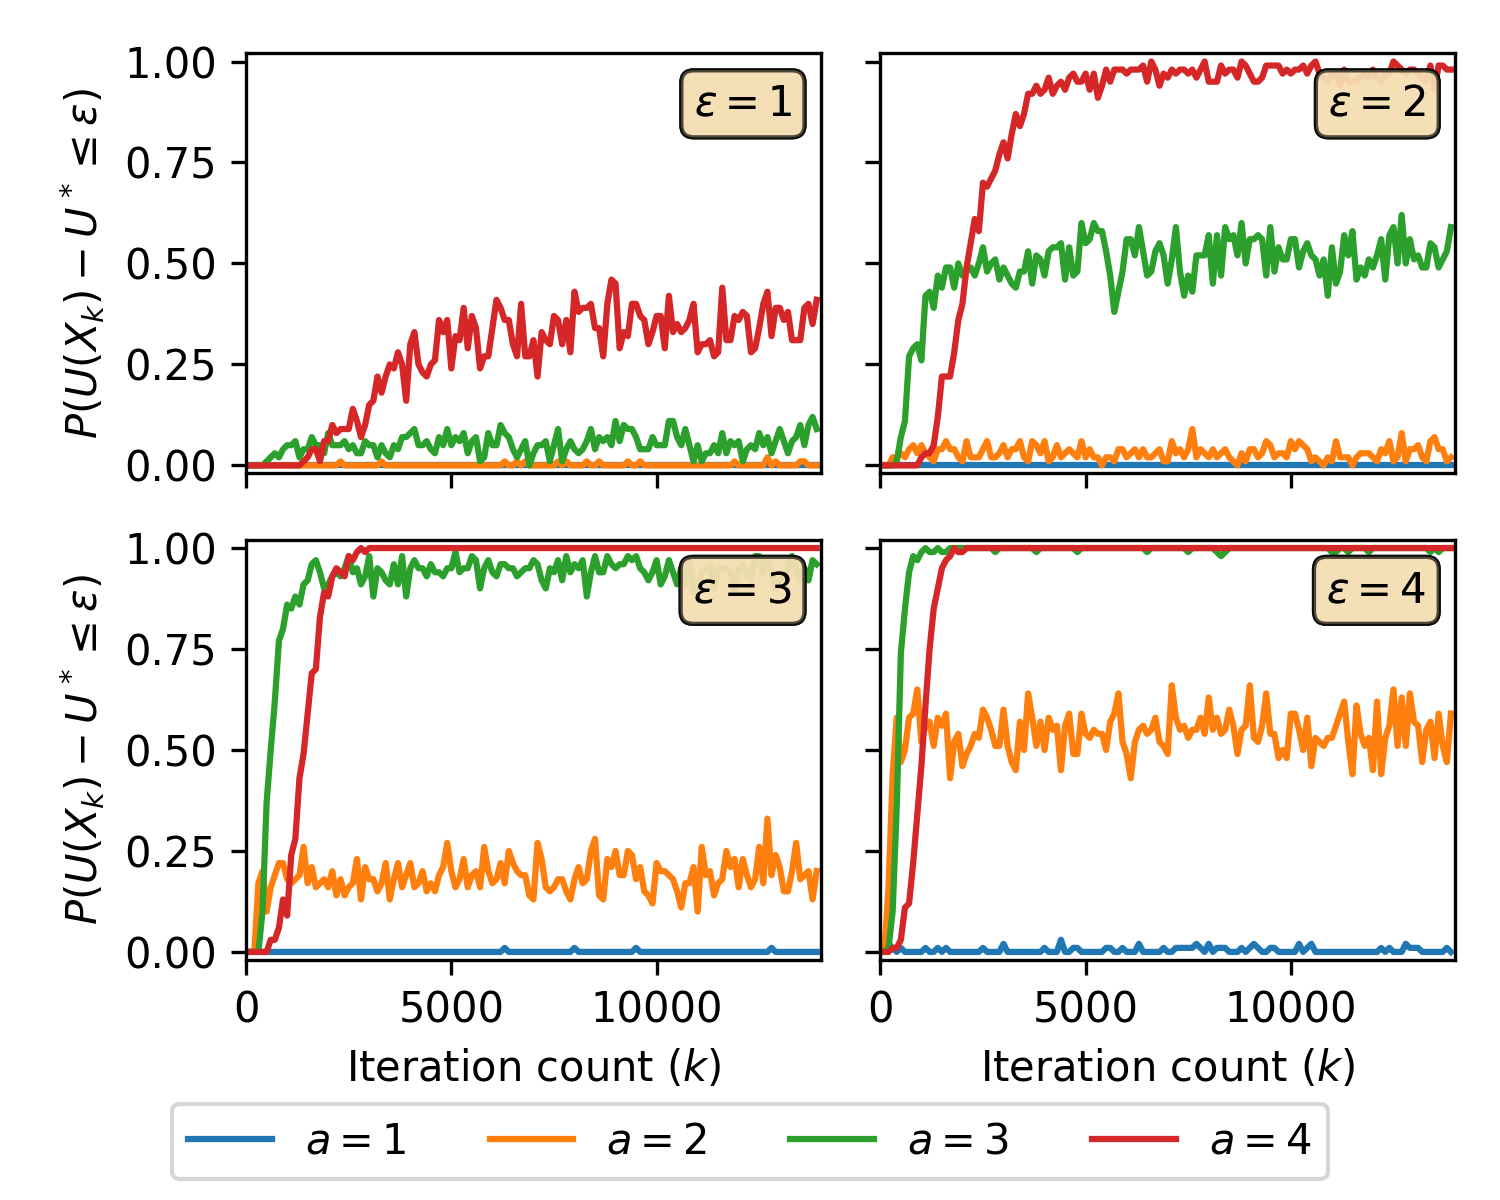 P(U(X_k) − U* ≤ ε)
1.00
0.75
0.50
0.25
0.00
ε = 1
ε = 2
P(U(X_k) − U* ≤ ε)
1.00
0.75
0.50
0.25
0.00
ε = 3
ε = 4
0 5000 10000
0 5000 10000
Iteration count (k)
Iteration count (k)
a = 1 a = 2 a = 3 a = 4